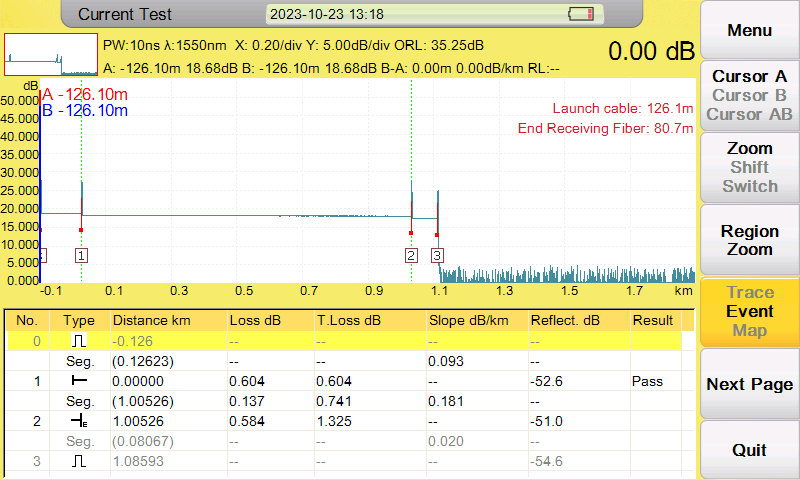 Current Test 2023-10-23 13:18
PW:10ns λ:1550nm X: 0.20/div Y: 5.00dB/div ORL: 35.25dB
A: -126.10m 18.68dB B: -126.10m 18.68dB B-A: 0.00m 0.00dB/km RL:--
0.00 dB
dB
50.000
45.000
40.000
35.000
30.000
25.000
20.000
15.000
10.000
5.000
0.000
A -126.10m
B -126.10m
Launch cable: 126.1m
End Receiving Fiber: 80.7m
1 2 3
-0.1 0.1 0.3 0.5 0.7 0.9 1.1 1.3 1.5 1.7 km
No. Type Distance km Loss dB T.Loss dB Slope dB/km Reflect. dB Result
0 -0.126 -- -- --
Seg. (0.12623) -- -- 0.093 --
1 0.00000 0.604 0.604 -- -52.6 Pass
Seg. (1.00526) 0.137 0.741 0.181 --
2 E 1.00526 0.584 1.325 -- -51.0
Seg. (0.08067) -- -- 0.020 --
3 1.08593 -- -- -- -54.6
Menu
Cursor A
Cursor B
Cursor AB
Zoom
Shift
Switch
Region
Zoom
Trace
Event
Map
Next Page
Quit